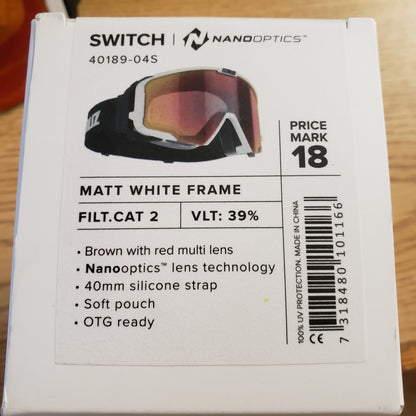 SWITCH | NANOOPTICS™
40189-04S
PRICE
MARK
18
MATT WHITE FRAME
FILT.CAT 2 VLT: 39%
• Brown with red multi lens
• Nanooptics™ lens technology
• 40mm silicone strap
• Soft pouch
• OTG ready
100% UV PROTECTION. MADE IN CHINA
CE
7 318480 101166